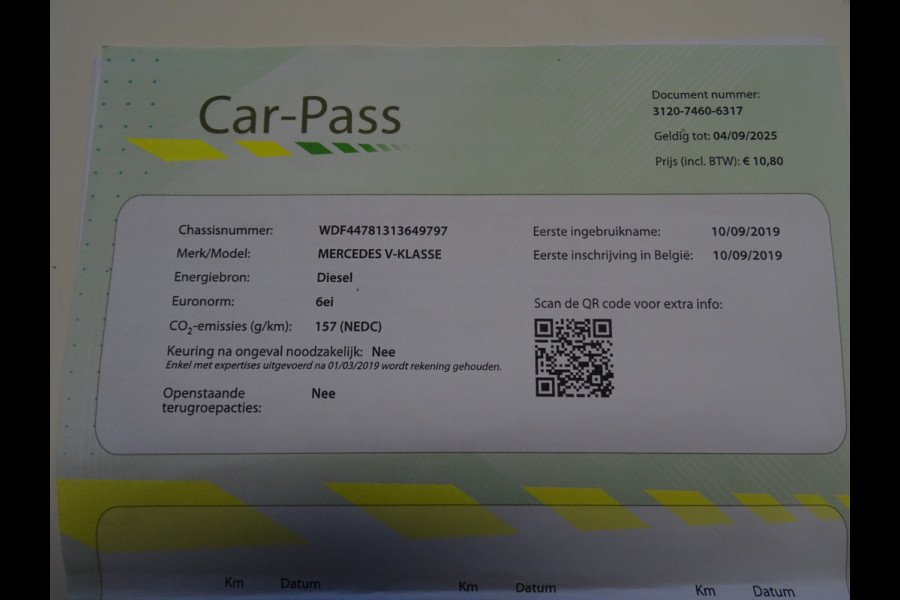 Car-Pass
Document nummer:
3120-7460-6317
Geldig tot: 04/09/2025
Prijs (incl. BTW): € 10,80
Chassisnummer: WDF44781313649797
Merk/Model: MERCEDES V-KLASSE
Energiebron: Diesel
Euronorm: 6ei
CO2-emissies (g/km): 157 (NEDC)
Keuring na ongeval noodzakelijk: Nee
Enkel met expertises uitgevoerd na 01/03/2019 wordt rekening gehouden.
Openstaande Nee
terugroepacties:
Eerste ingebruikname: 10/09/2019
Eerste inschrijving in België: 10/09/2019
Scan de QR code voor extra info:
Km Datum Km Datum Km Datum